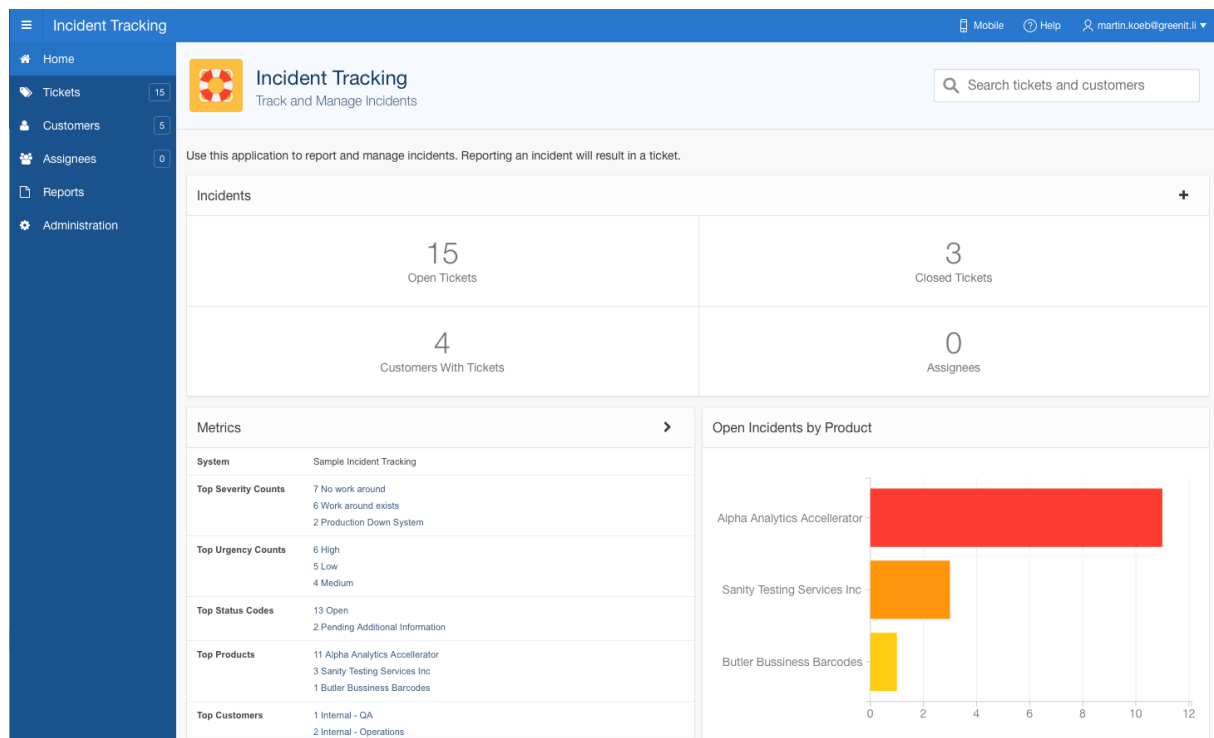 Incident Tracking
Mobile
Help
martin.koeb@greenit.li
Home
Tickets 15
Customers 5
Assignees 0
Reports
Administration
Incident Tracking
Track and Manage Incidents
Search tickets and customers
Use this application to report and manage incidents. Reporting an incident will result in a ticket.
Incidents
15
Open Tickets
3
Closed Tickets
4
Customers With Tickets
0
Assignees
Metrics
System Sample Incident Tracking
Top Severity Counts 7 No work around
6 Work around exists
2 Production Down System
Top Urgency Counts 6 High
5 Low
4 Medium
Top Status Codes 13 Open
2 Pending Additional Information
Top Products 11 Alpha Analytics Accellerator
3 Sanity Testing Services Inc
1 Butler Bussiness Barcodes
Top Customers 1 Internal - QA
2 Internal - Operations
Open Incidents by Product
Alpha Analytics Accellerator
Sanity Testing Services Inc
Butler Bussiness Barcodes
0 2 4 6 8 10 12